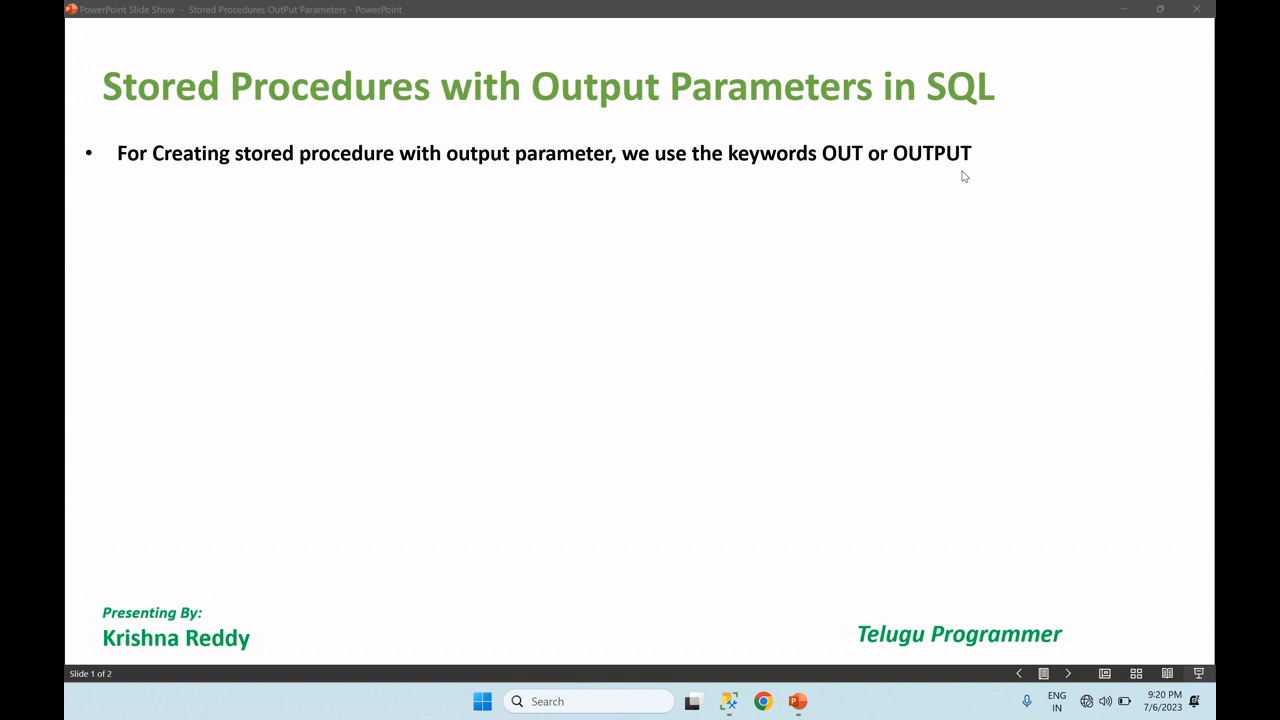 PowerPoint Slide Show - Stored Procedures OutPut Parameters - PowerPoint
Stored Procedures with Output Parameters in SQL
• For Creating stored procedure with output parameter, we use the keywords OUT or OUTPUT
Presenting By:
Krishna Reddy
Telugu Programmer
Slide 1 of 2
Search
ENG
IN
9:20 PM
7/6/2023